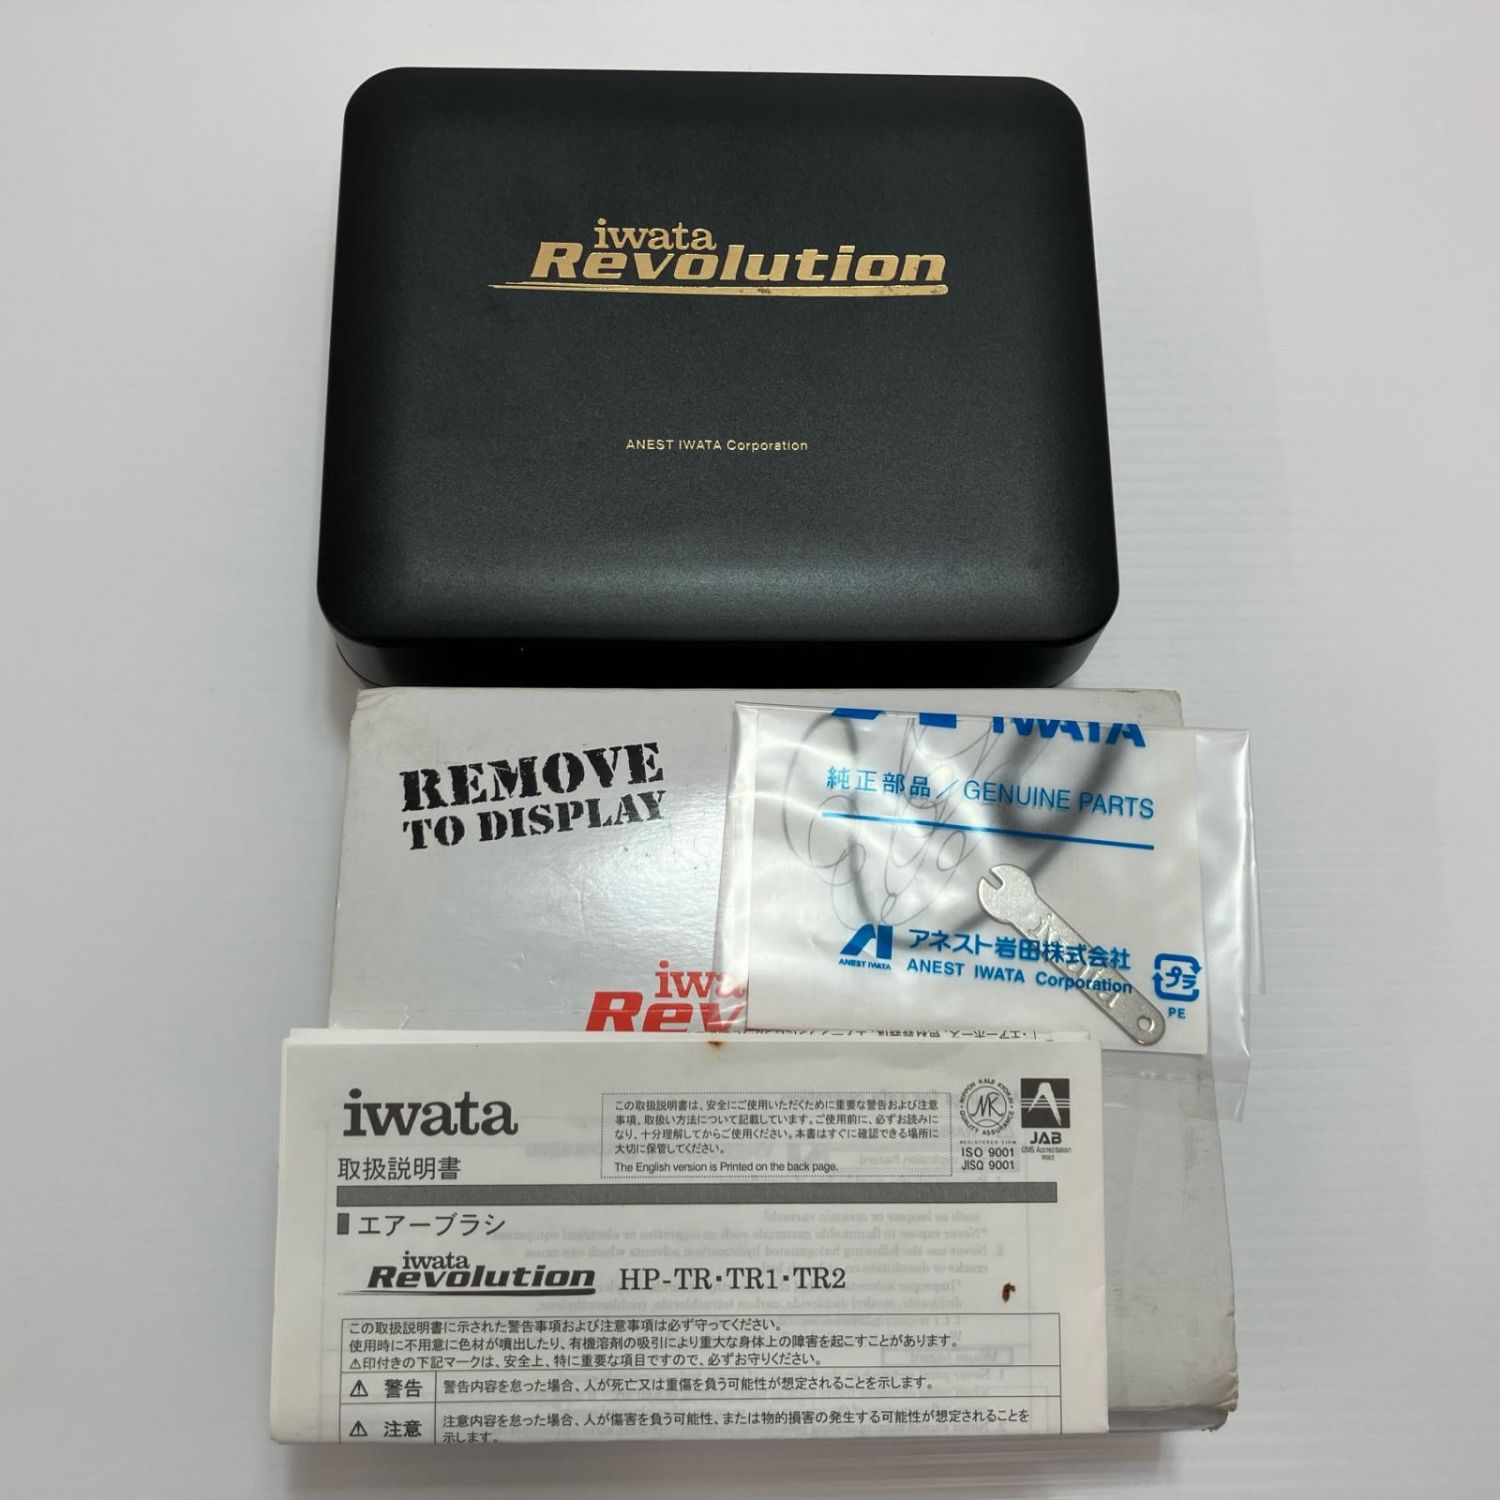 iwata
Revolution
ANEST IWATA Corporation
REMOVE
TO DISPLAY
IWATA
純正部品/GENUINE PARTS
アネスト岩田株式会社
ANEST IWATA
ANEST IWATA Corporation
プラ
PE
iwata
Rev
iwata
取扱説明書
この取扱説明書は、安全にご使用いただくために重要な警告および注意
事項、取扱い方法について記載しています。ご使用前に、必ずお読みに
なり、十分理解してからご使用ください。本書はすぐに確認できる場所に
大切に保管してください。
The English version is Printed on the back page.
ISO 9001
JISQ 9001
JAB
QMS Accreditation
エアーブラシ
iwata
Revolution HP-TR・TR1・TR2
この取扱説明書に示された警告事項および注意事項は必ず守ってください。
使用時に不用意に色材が噴出したり、有機溶剤の吸引により重大な身体上の障害を起こすことがあります。
⚠印付きの下記マークは、安全上、特に重要な項目ですので、必ずお守りください。
⚠ 警告 警告内容を怠った場合、人が死亡又は重傷を負う可能性が想定されることを示します。
⚠ 注意 注意内容を怠った場合、人が傷害を負う可能性、または物的損害の発生する可能性が想定されることを
示します。